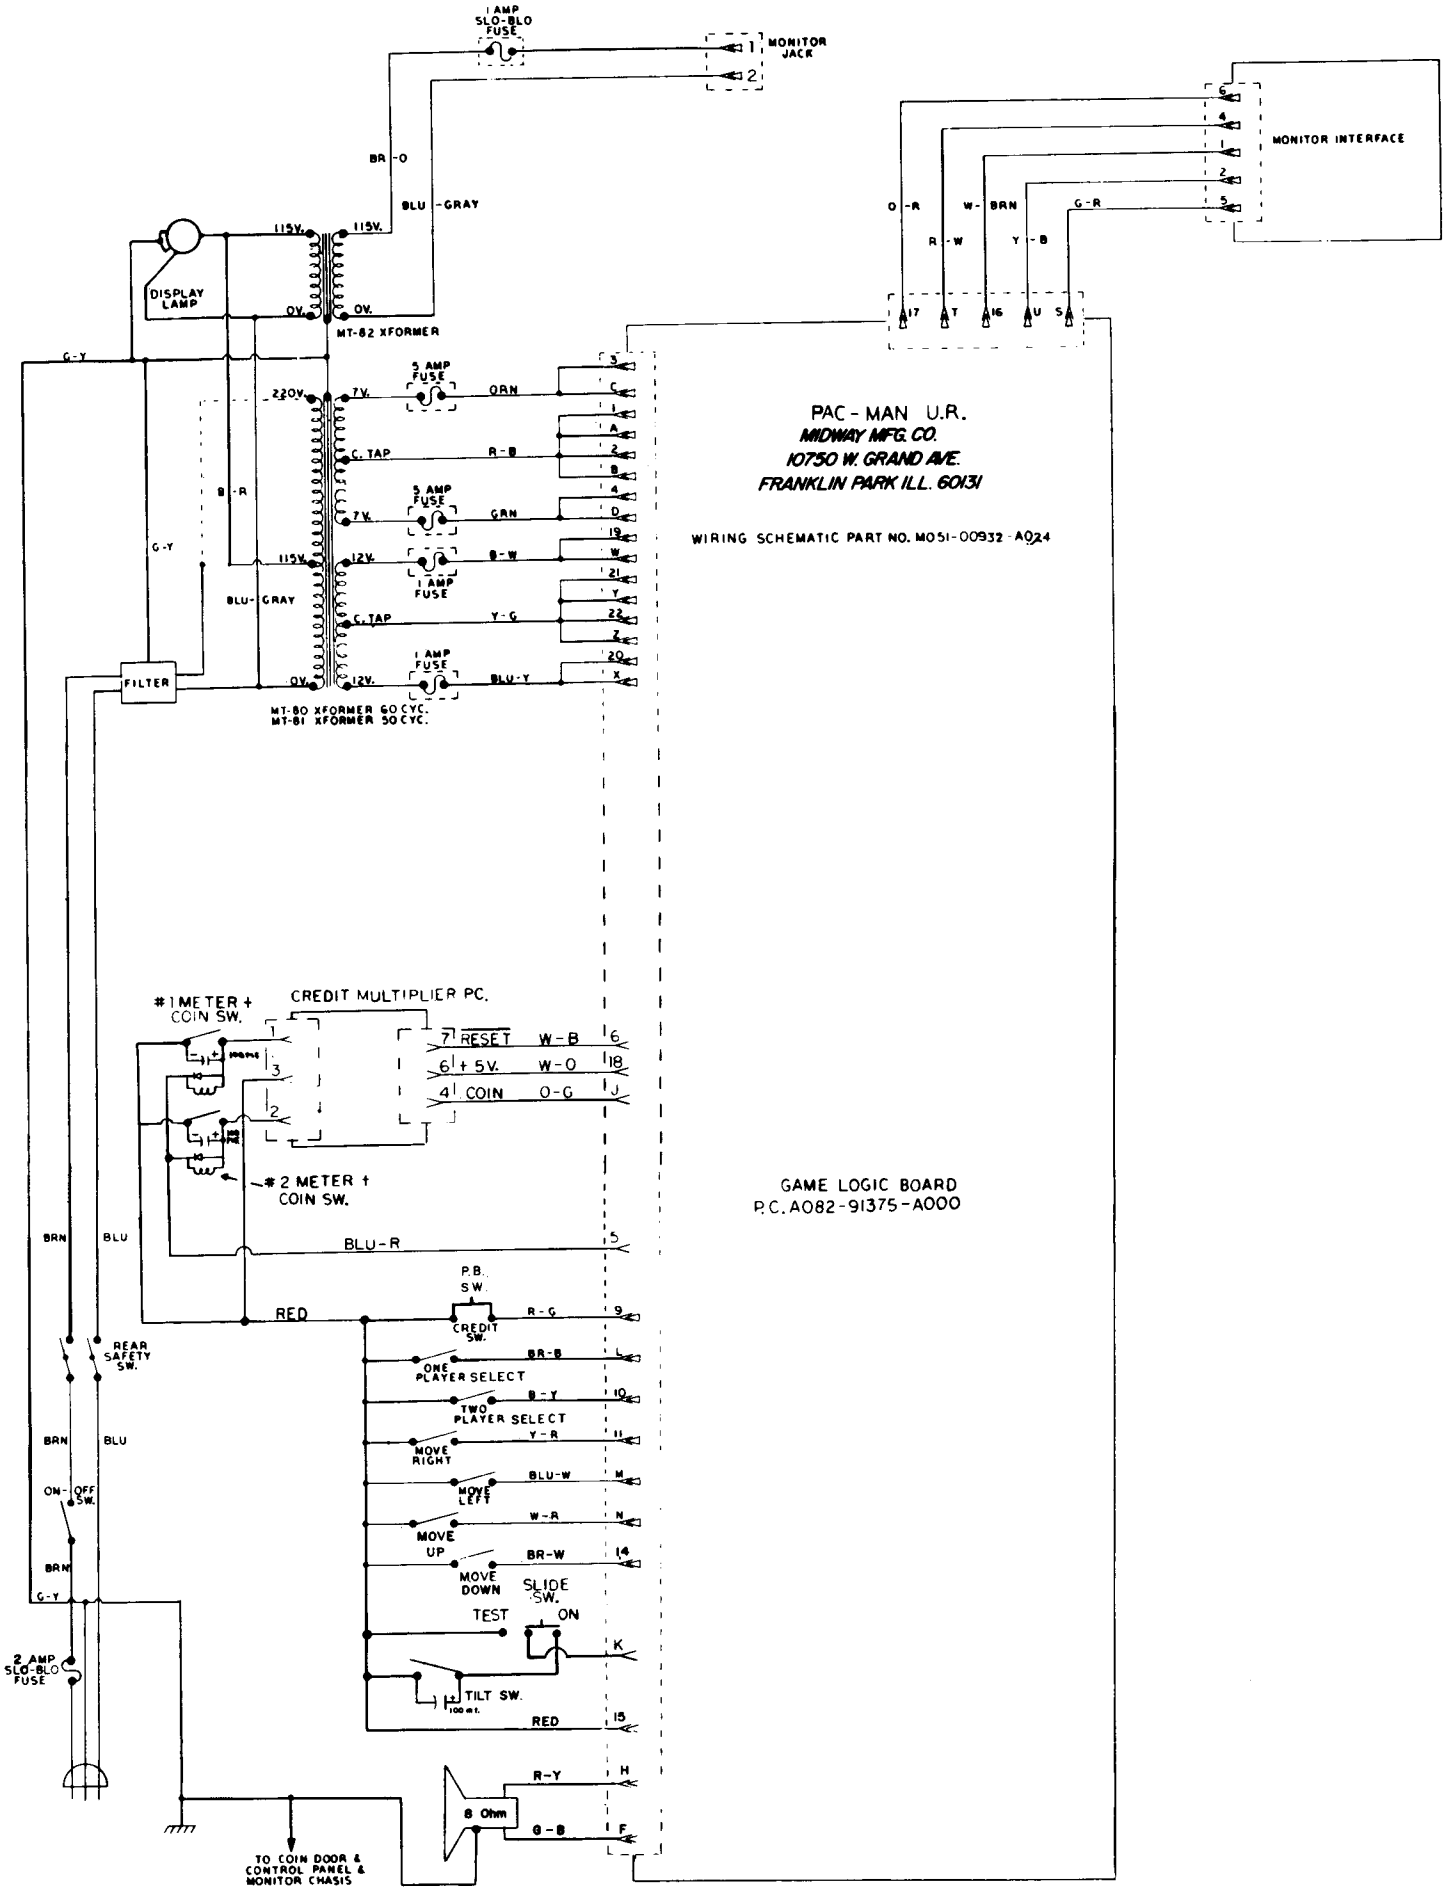 1 AMP
SLO-BLO
FUSE
1 MONITOR
JACK
2
6
4
1
2
5
MONITOR INTERFACE
BR-O
BLU-GRAY
O-R
R-W
W-BRN
Y-B
G-R
17 T 16 U S
115V. 115V.
DISPLAY
LAMP
0V. 0V.
MT-82 XFORMER
G-Y
220V. 7V.
5 AMP
FUSE
ORN
3
C
1
A
C. TAP R-B 2
B
B-R
5 AMP
FUSE
4
7V. GRN D
19
G-Y
115V. 12V. B-W W
1 AMP
FUSE
21
BLU-GRAY
Y
C. TAP Y-G 22
Z
1 AMP
FUSE
20
FILTER
0V. 12V. BLU-Y X
MT-80 XFORMER 60 CYC.
MT-81 XFORMER 50 CYC.
PAC-MAN U.R.
MIDWAY MFG. CO.
10750 W. GRAND AVE.
FRANKLIN PARK ILL. 60131
WIRING SCHEMATIC PART NO. M051-00932-A024
#1 METER +
COIN SW.
CREDIT MULTIPLIER PC.
1
3
2
- +
- +
7 RESET W-B 6
6 +5V. W-O 18
4 COIN O-G J
#2 METER +
COIN SW.
GAME LOGIC BOARD
P.C. A082-91375-A000
BRN BLU
BLU-R 5
P.B.
SW.
RED R-G 9
CREDIT
SW.
REAR
SAFETY
SW.
BR-B L
ONE
PLAYER SELECT
B-Y 10
TWO
PLAYER SELECT
BRN BLU
Y-R 11
MOVE
RIGHT
BLU-W M
MOVE
LEFT
ON-OFF
SW.
W-R N
MOVE
UP
BR-W 14
MOVE
DOWN
BRN
G-Y
SLIDE
SW.
TEST ON
K
2 AMP
SLO-BLO
FUSE
+ TILT SW.
100 mf.
RED 15
R-Y H
8 Ohm
G-B F
TO COIN DOOR &
CONTROL PANEL &
MONITOR CHASIS